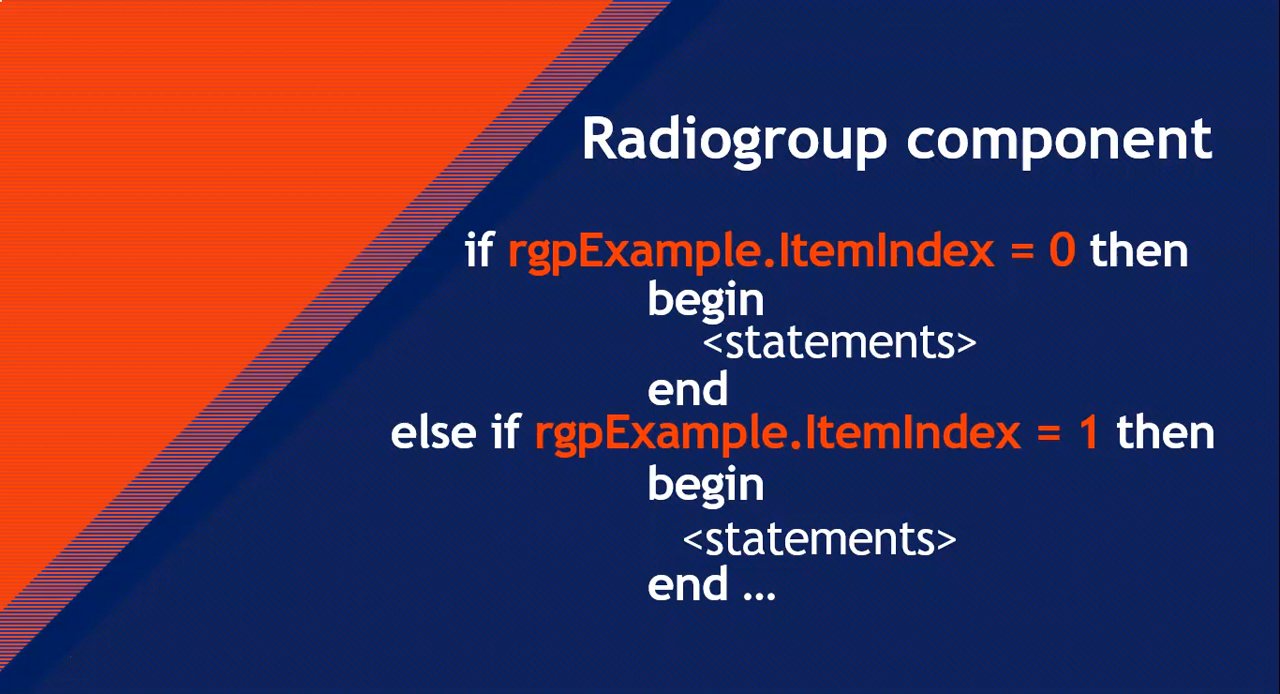 Radiogroup component
if rgpExample.ItemIndex = 0 then
begin
<statements>
end
else if rgpExample.ItemIndex = 1 then
begin
<statements>
end ...